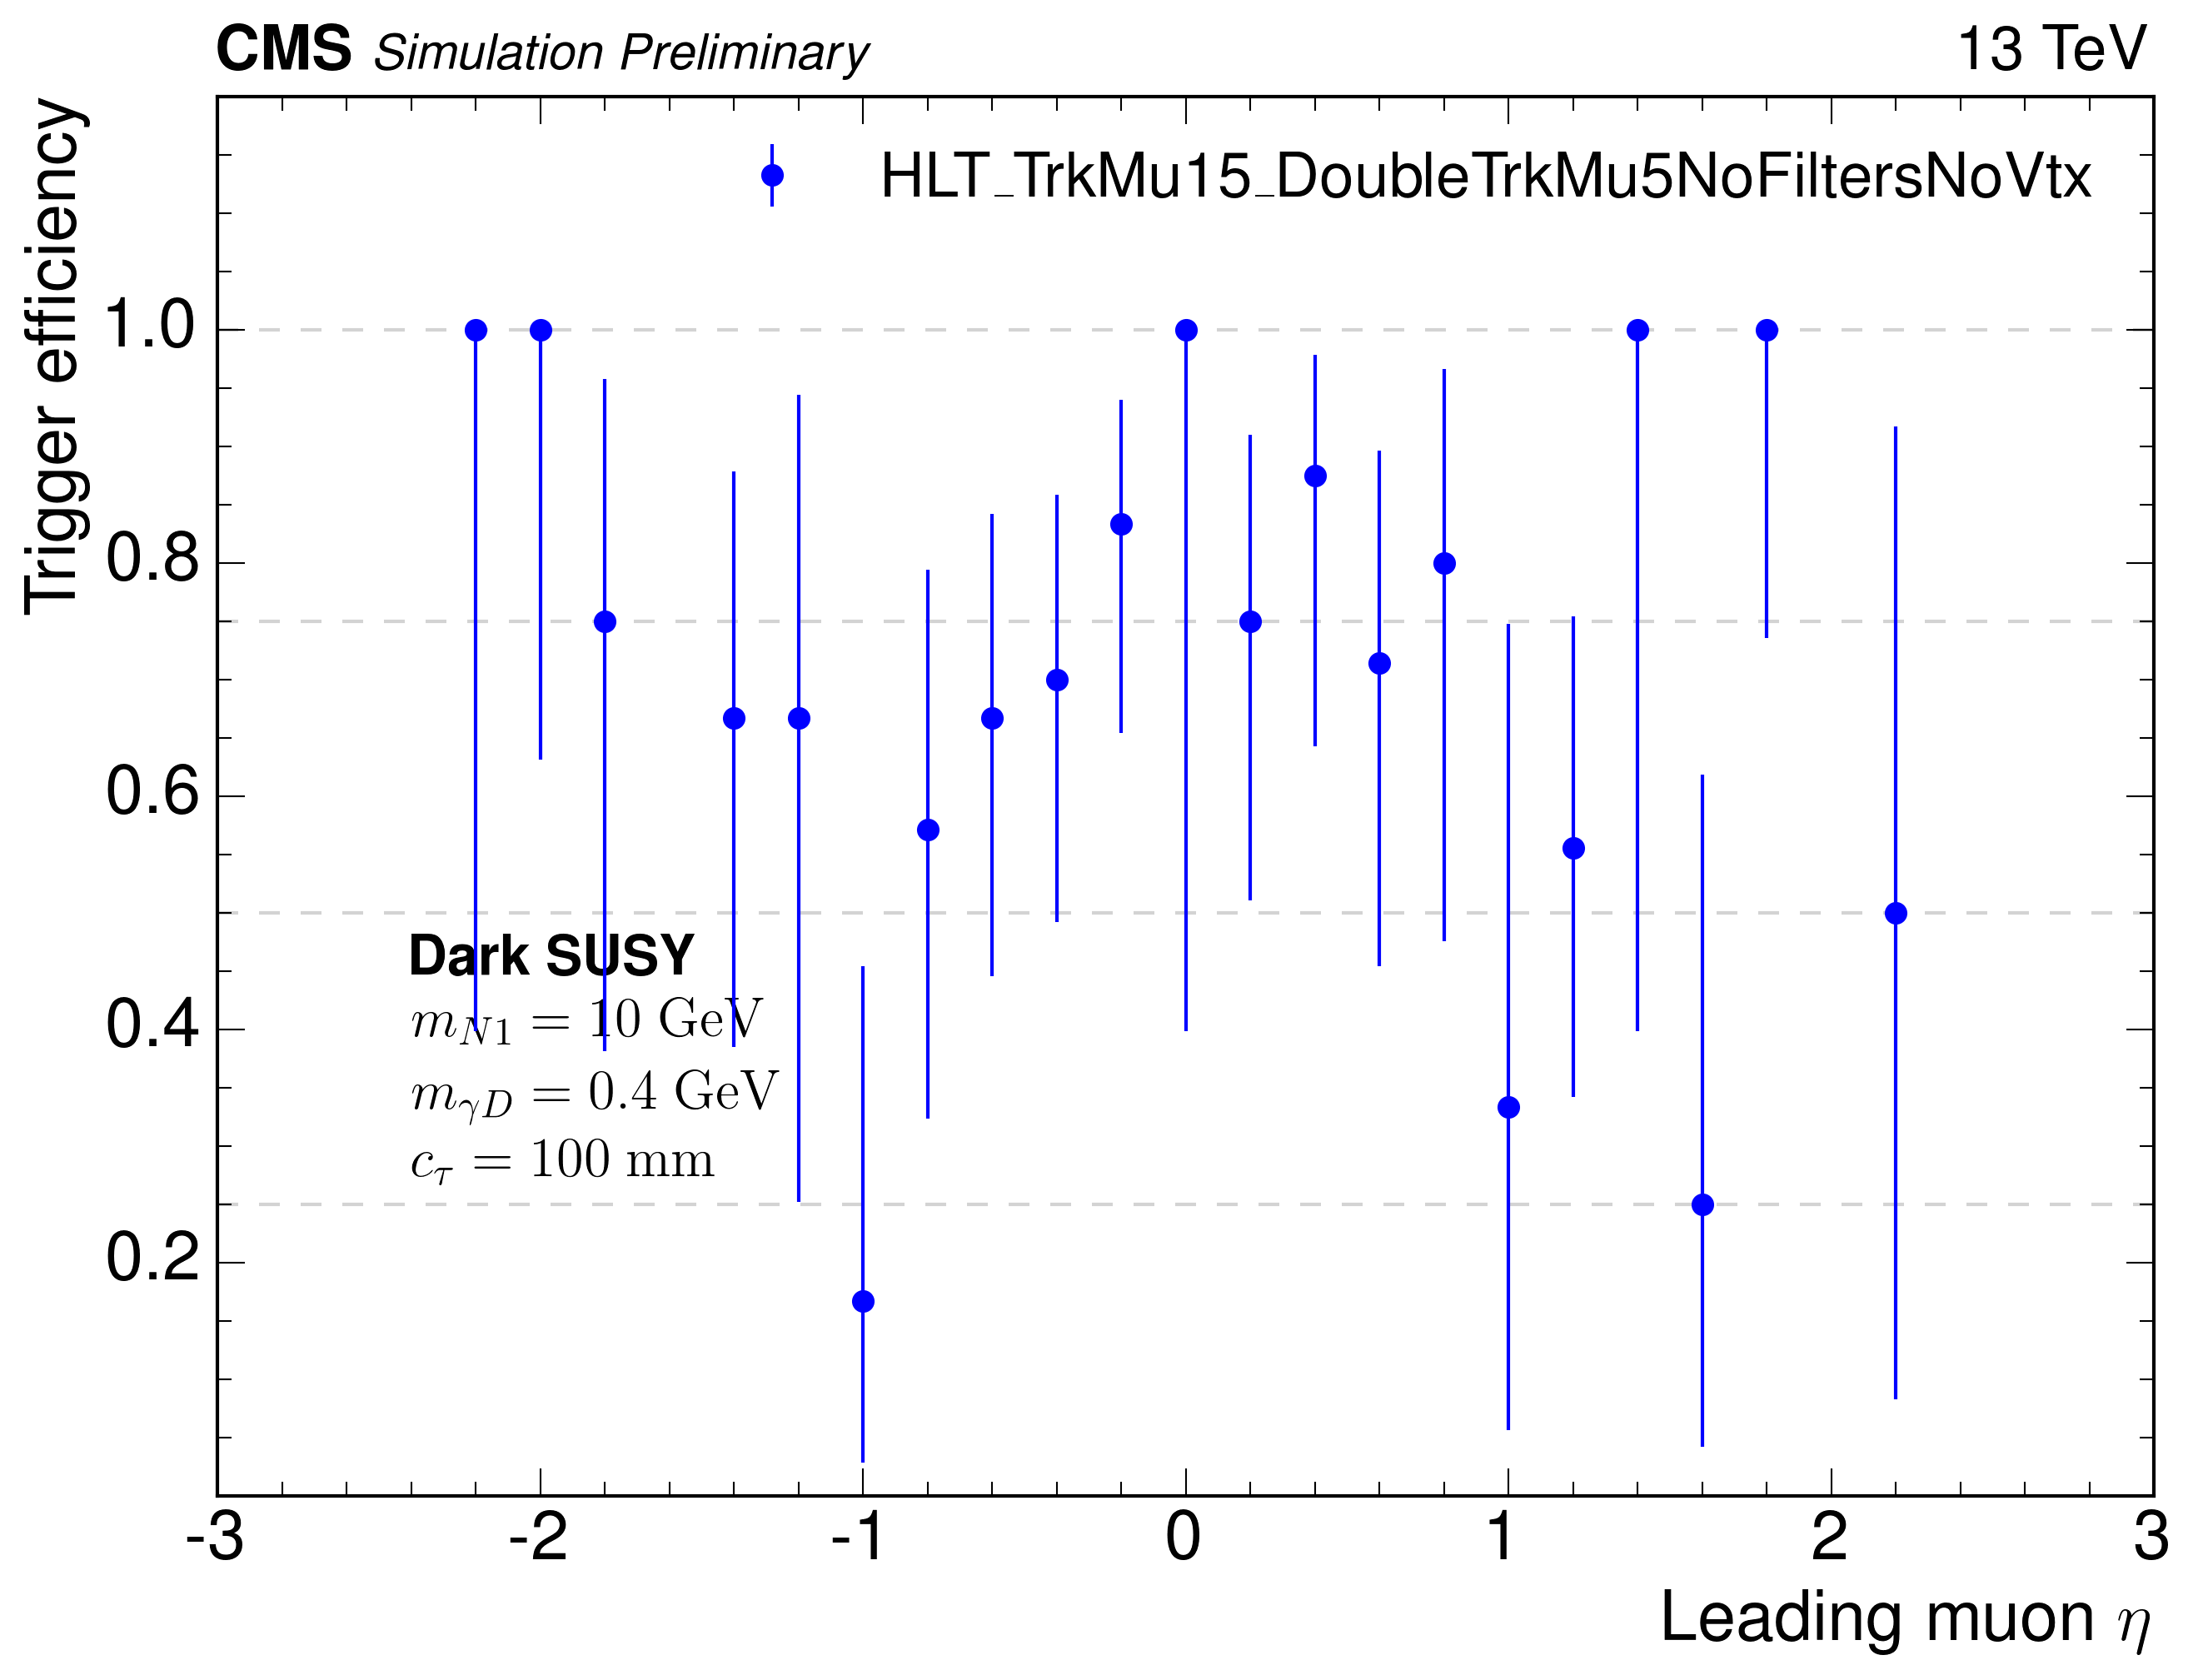 CMS Simulation Preliminary 13 TeV
HLT_TrkMu15_DoubleTrkMu5NoFiltersNoVtx
Trigger efficiency
1.0
0.8
0.6
0.4
0.2
Dark SUSY
m_{N1} = 10 GeV
m_{γD} = 0.4 GeV
c_τ = 100 mm
-3 -2 -1 0 1 2 3
Leading muon η